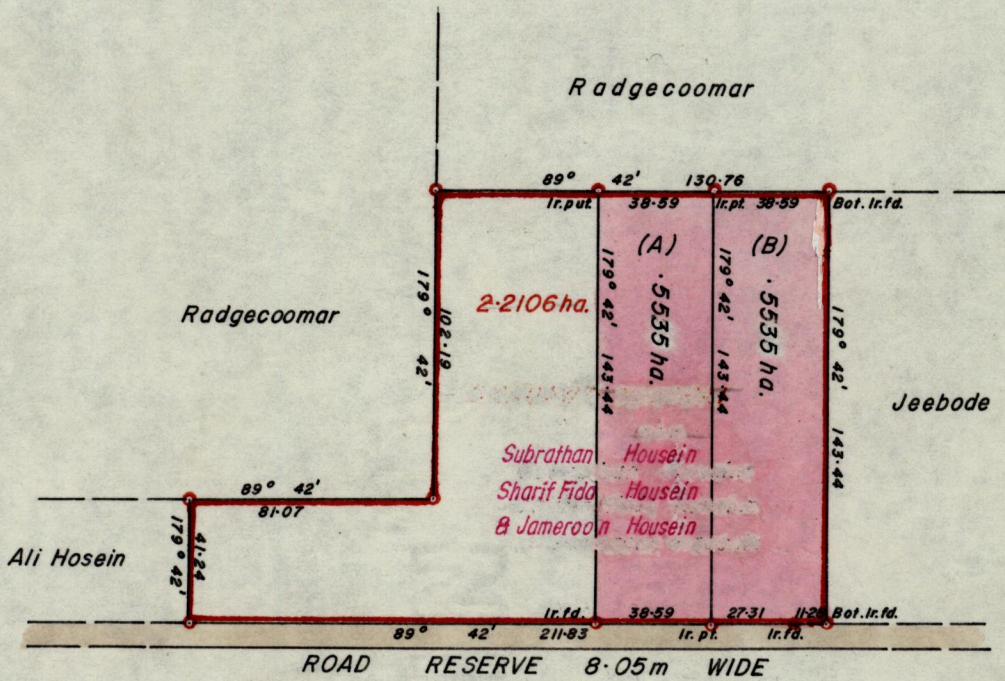 Radgecoomar
89° 42' 130·76
Ir.put 38·59 Ir.pt. 38·59 Bot. Ir.fd.
(A) (B)
179° 42' 102·19
Radgecoomar
2·2106 ha.
179° 42' 143·44
·5535 ha.
179° 42' 143·44
·5535 ha.
179° 42' 143·44
Jeebode
Subrathan Housein
Sharif Fida Housein
& Jameroon Housein
89° 42'
81·07
Ali Hosein
179° 42' 41·24
Ir.fd. 38·59 27·31 11·28 Bot. Ir.fd.
89° 42' 211·83 Ir. pt. Ir.fd.
ROAD RESERVE 8·05m WIDE